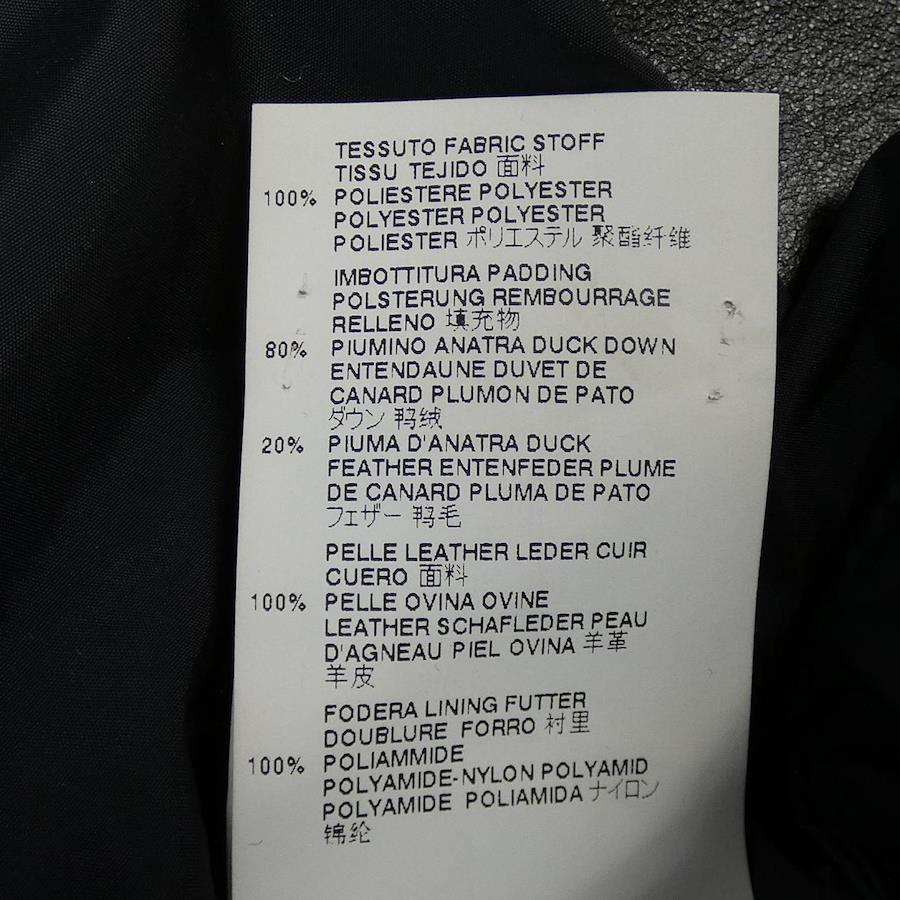 TESSUTO FABRIC STOFF
TISSU TEJIDO 面料
100% POLIESTERE POLYESTER
POLYESTER POLYESTER
POLIESTER ポリエステル 聚酯纤维
IMBOTTITURA PADDING
POLSTERUNG REMBOURRAGE
RELLENO 填充物
80% PIUMINO ANATRA DUCK DOWN
ENTENDAUNE DUVET DE
CANARD PLUMON DE PATO
ダウン 鸭绒
20% PIUMA D'ANATRA DUCK
FEATHER ENTENFEDER PLUME
DE CANARD PLUMA DE PATO
フェザー 鸭毛
PELLE LEATHER LEDER CUIR
CUERO 面料
100% PELLE OVINA OVINE
LEATHER SCHAFLEDER PEAU
D'AGNEAU PIEL OVINA 羊革
羊皮
FODERA LINING FUTTER
DOUBLURE FORRO 村里
100% POLIAMMIDE
POLYAMIDE-NYLON POLYAMID
POLYAMIDE POLIAMIDA ナイロン
锦纶